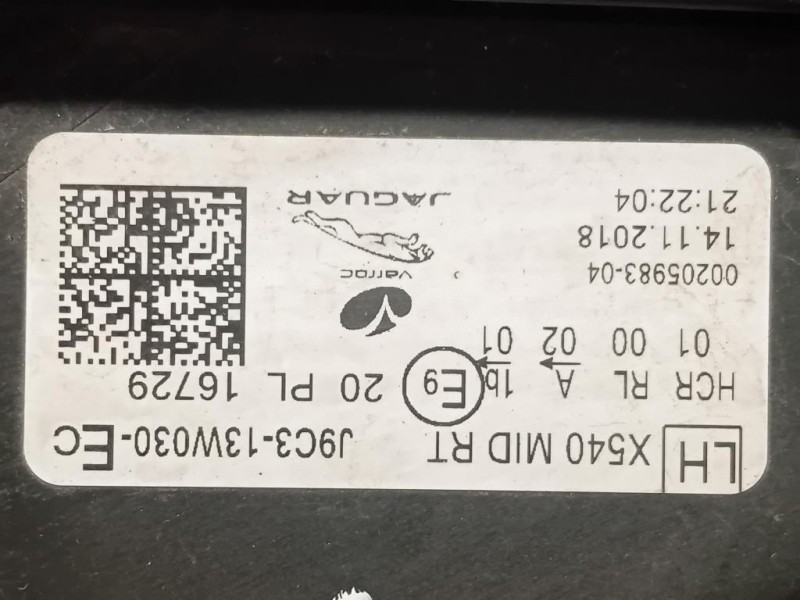 LH X540 MID RT J9C3-13W030-EC
HCR RL A 1b E9 20 PL 16729
01 00 02 01
00205983-04 Varroc
14.11.2018
21:22:04 JAGUAR